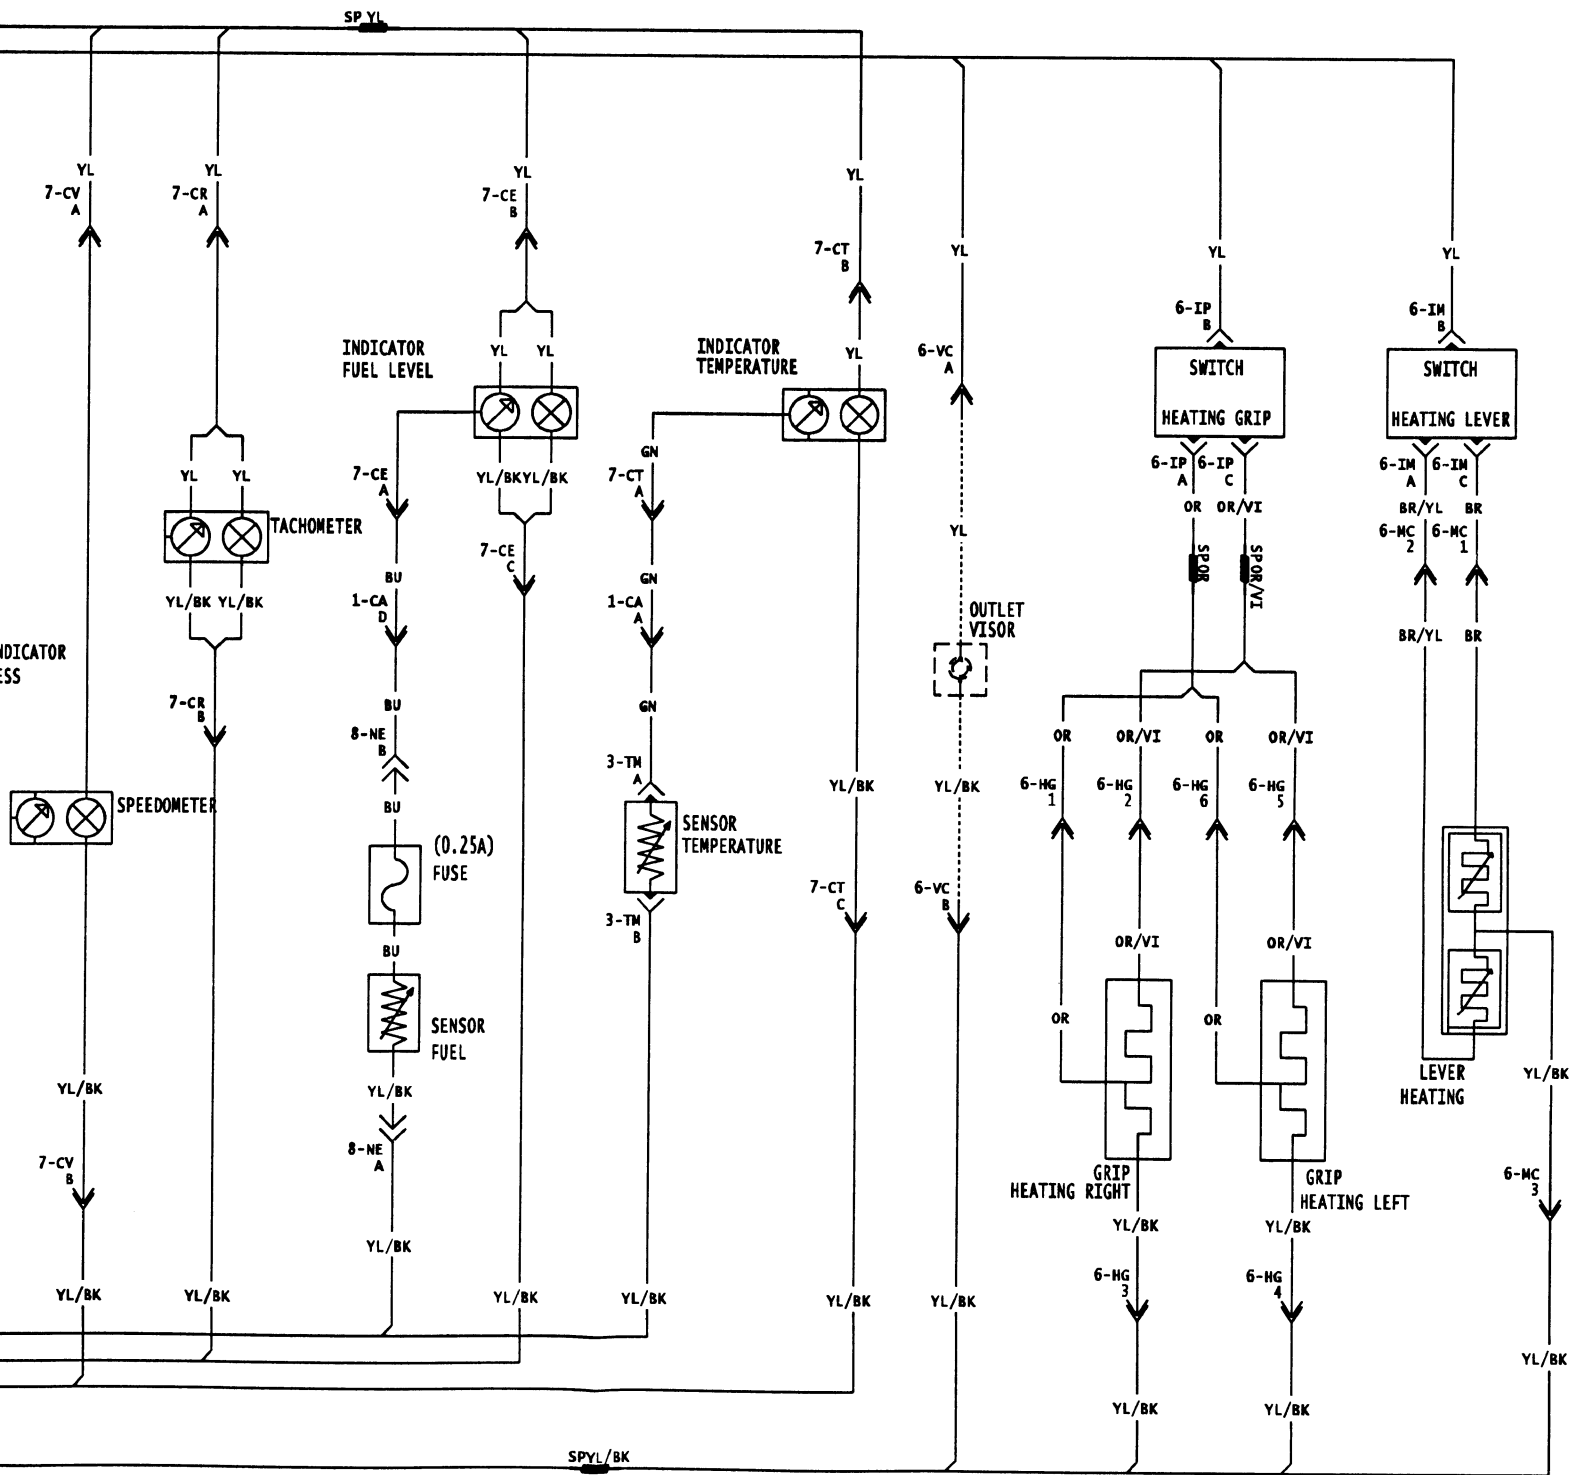 SP YL
YL
7-CV
A
YL
7-CR
A
YL
7-CE
B
YL
7-CT
B
YL
YL
YL
6-IP
B
6-IM
B
INDICATOR
FUEL LEVEL
YL
YL
INDICATOR
TEMPERATURE
YL
6-VC
A
SWITCH
HEATING GRIP
SWITCH
HEATING LEVER
YL
YL
7-CE
A
YL/BK
YL/BK
GN
7-CT
A
6-IP
A
6-IP
C
6-IM
A
6-IM
C
OR
OR/VI
BR/YL
BR
TACHOMETER
7-CE
C
YL
6-MC
2
6-MC
1
SPOR
SPOR/VI
BU
GN
YL/BK
YL/BK
1-CA
D
1-CA
A
OUTLET
VISOR
BR/YL
BR
NDICATOR
ESS
7-CR
B
BU
GN
8-NE
B
OR
OR/VI
OR
OR/VI
3-TM
A
YL/BK
YL/BK
6-HG
1
6-HG
2
6-HG
6
6-HG
5
SPEEDOMETER
BU
SENSOR
TEMPERATURE
(0.25A)
FUSE
7-CT
C
6-VC
B
3-TM
B
BU
OR/VI
OR/VI
SENSOR
FUEL
OR
OR
YL/BK
YL/BK
LEVER
HEATING
YL/BK
8-NE
A
7-CV
B
GRIP
HEATING RIGHT
GRIP
HEATING LEFT
6-MC
3
YL/BK
YL/BK
YL/BK
6-HG
3
6-HG
4
YL/BK
YL/BK
YL/BK
YL/BK
YL/BK
YL/BK
YL/BK
YL/BK
YL/BK
SPYL/BK